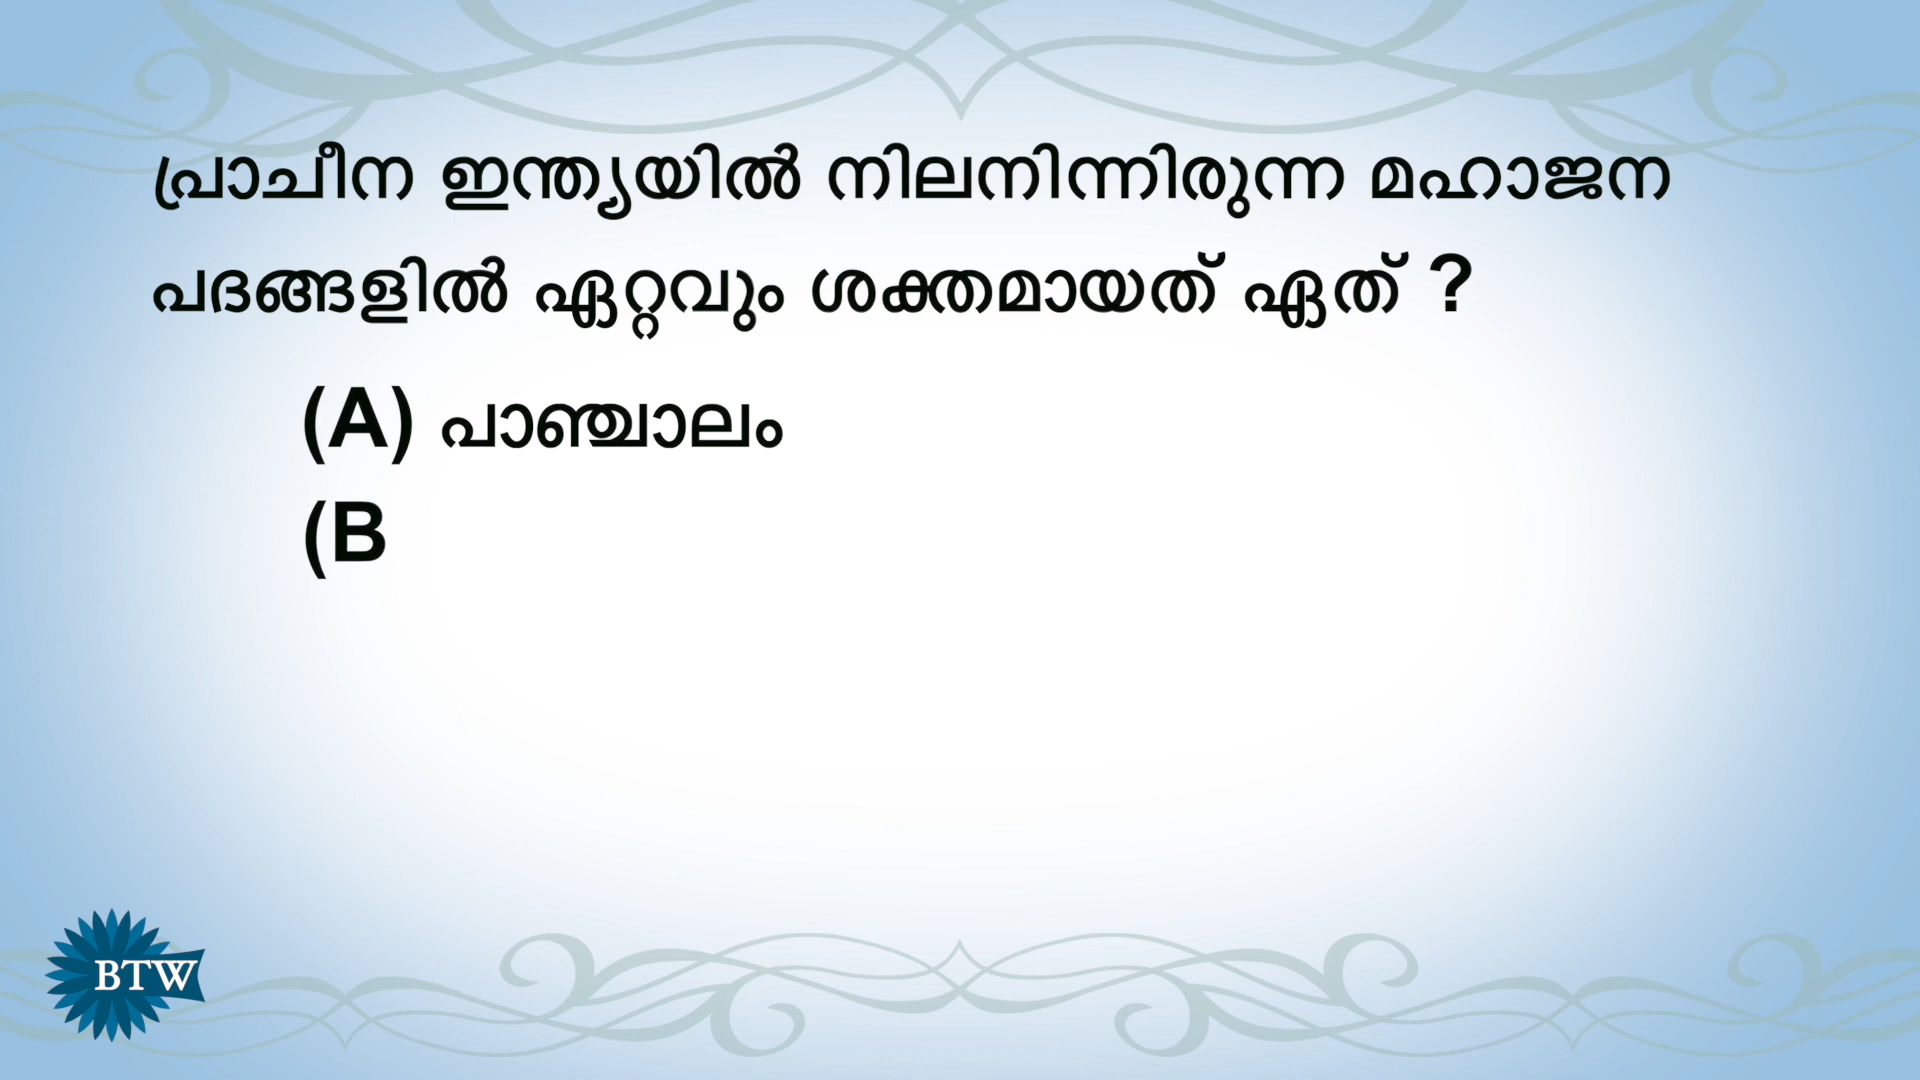 പ്രാചീന ഇന്ത്യയിൽ നിലനിന്നിരുന്ന മഹാജന
പദങ്ങളിൽ ഏറ്റവും ശക്തമായത് ഏത് ?
(A) പാഞ്ചാലം
(B
BTW